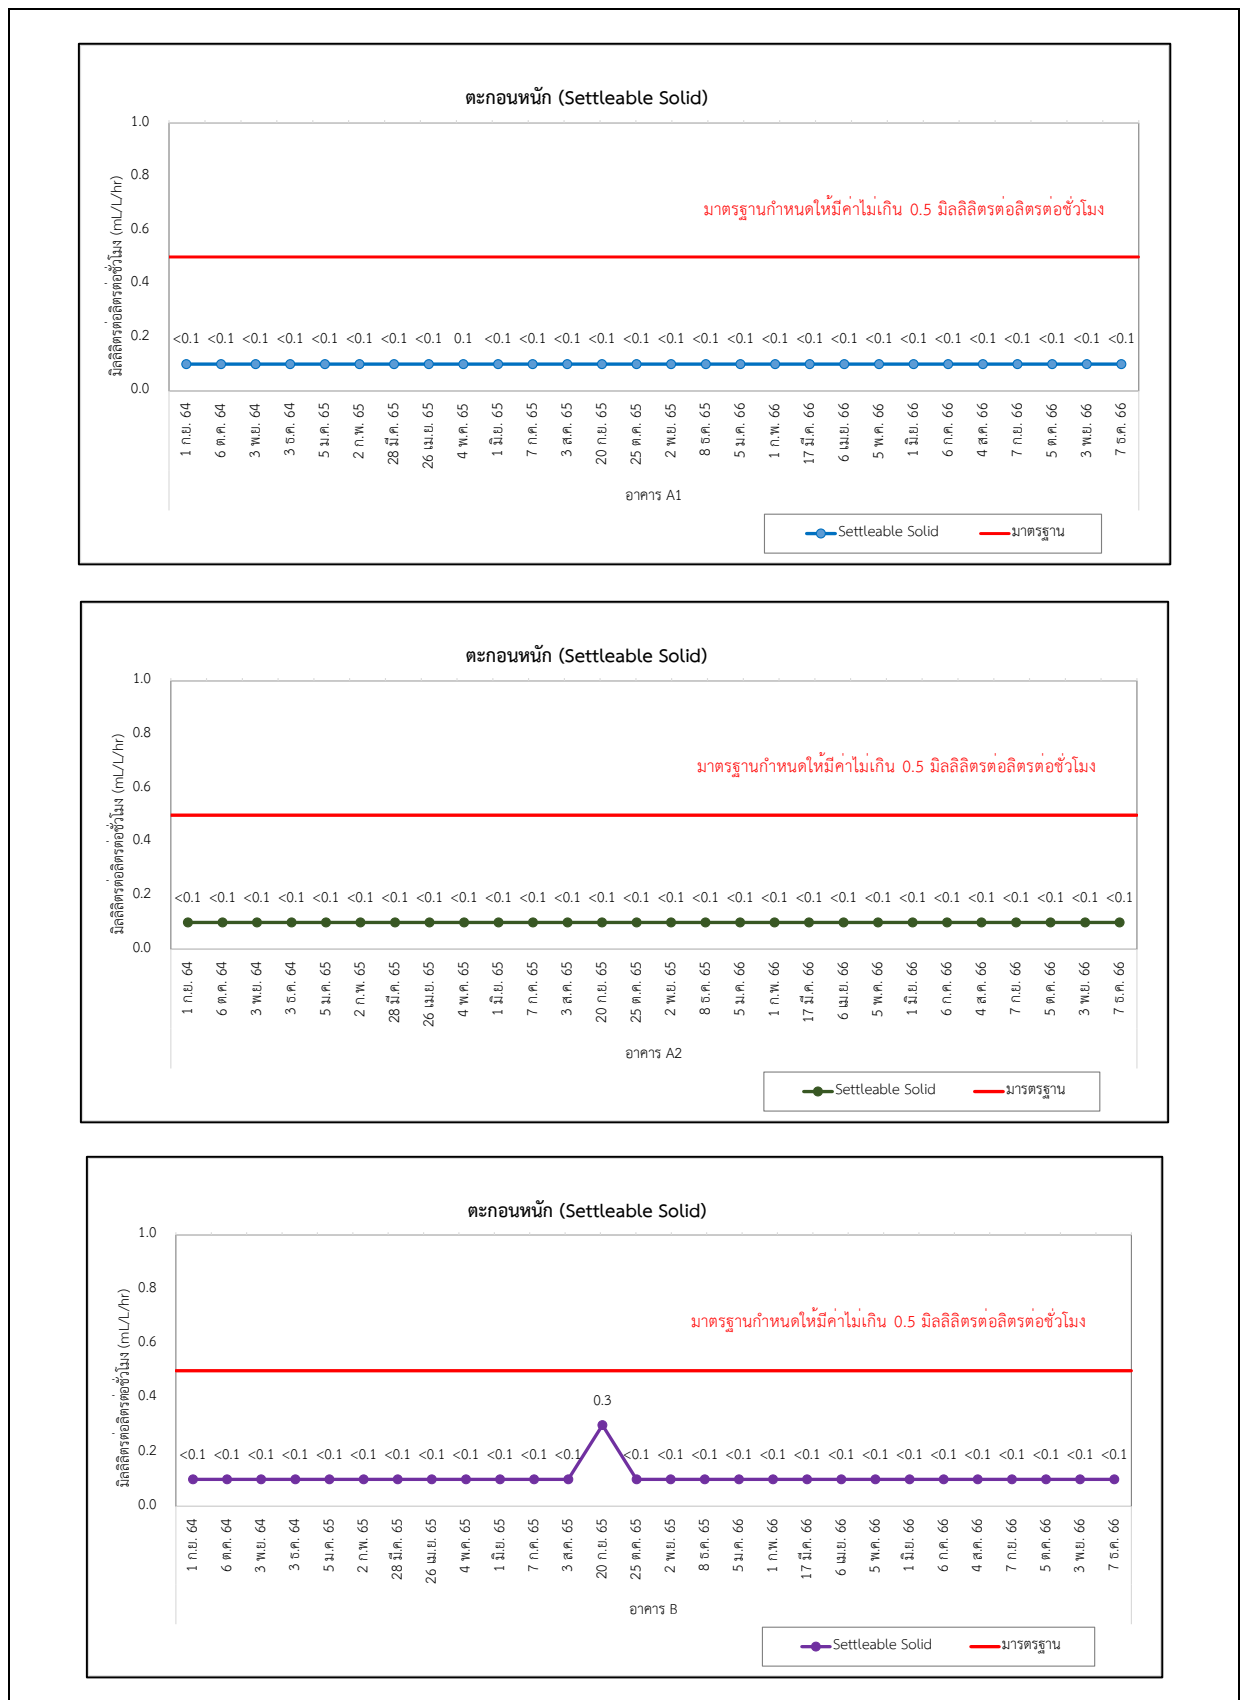 ตะกอนหนัก (Settleable Solid)
มิลลิลิตรต่อลิตรต่อชั่วโมง (mL/L/hr)
1.0
0.8
0.6
0.4
0.2
0.0
มาตรฐานกำหนดให้มีค่าไม่เกิน 0.5 มิลลิลิตรต่อลิตรต่อชั่วโมง
<0.1 <0.1 <0.1 <0.1 <0.1 <0.1 <0.1 <0.1 0.1 <0.1 <0.1 <0.1 <0.1 <0.1 <0.1 <0.1 <0.1 <0.1 <0.1 <0.1 <0.1 <0.1 <0.1 <0.1 <0.1 <0.1 <0.1 <0.1
1 ก.ย. 64 6 ต.ค. 64 3 พ.ย. 64 3 ธ.ค. 64 5 ม.ค. 65 2 ก.พ. 65 28 มี.ค. 65 26 เม.ย. 65 4 พ.ค. 65 1 มิ.ย. 65 7 ก.ค. 65 3 ส.ค. 65 20 ก.ย. 65 25 ต.ค. 65 2 พ.ย. 65 8 ธ.ค. 65 5 ม.ค. 66 1 ก.พ. 66 17 มี.ค. 66 6 เม.ย. 66 5 พ.ค. 66 1 มิ.ย. 66 6 ก.ค. 66 4 ส.ค. 66 7 ก.ย. 66 5 ต.ค. 66 3 พ.ย. 66 7 ธ.ค. 66
อาคาร A1
Settleable Solid มาตรฐาน
ตะกอนหนัก (Settleable Solid)
มิลลิลิตรต่อลิตรต่อชั่วโมง (mL/L/hr)
1.0
0.8
0.6
0.4
0.2
0.0
มาตรฐานกำหนดให้มีค่าไม่เกิน 0.5 มิลลิลิตรต่อลิตรต่อชั่วโมง
<0.1 <0.1 <0.1 <0.1 <0.1 <0.1 <0.1 <0.1 <0.1 <0.1 <0.1 <0.1 <0.1 <0.1 <0.1 <0.1 <0.1 <0.1 <0.1 <0.1 <0.1 <0.1 <0.1 <0.1 <0.1 <0.1 <0.1 <0.1
1 ก.ย. 64 6 ต.ค. 64 3 พ.ย. 64 3 ธ.ค. 64 5 ม.ค. 65 2 ก.พ. 65 28 มี.ค. 65 26 เม.ย. 65 4 พ.ค. 65 1 มิ.ย. 65 7 ก.ค. 65 3 ส.ค. 65 20 ก.ย. 65 25 ต.ค. 65 2 พ.ย. 65 8 ธ.ค. 65 5 ม.ค. 66 1 ก.พ. 66 17 มี.ค. 66 6 เม.ย. 66 5 พ.ค. 66 1 มิ.ย. 66 6 ก.ค. 66 4 ส.ค. 66 7 ก.ย. 66 5 ต.ค. 66 3 พ.ย. 66 7 ธ.ค. 66
อาคาร A2
Settleable Solid มารตรฐาน
ตะกอนหนัก (Settleable Solid)
มิลลิลิตรต่อลิตรต่อชั่วโมง (mL/L/hr)
1.0
0.8
0.6
0.4
0.2
0.0
มาตรฐานกำหนดให้มีค่าไม่เกิน 0.5 มิลลิลิตรต่อลิตรต่อชั่วโมง
0.3
<0.1 <0.1 <0.1 <0.1 <0.1 <0.1 <0.1 <0.1 <0.1 <0.1 <0.1 <0.1 <0.1 <0.1 <0.1 <0.1 <0.1 <0.1 <0.1 <0.1 <0.1 <0.1 <0.1 <0.1 <0.1 <0.1 <0.1
1 ก.ย. 64 6 ต.ค. 64 3 พ.ย. 64 3 ธ.ค. 64 5 ม.ค. 65 2 ก.พ. 65 28 มี.ค. 65 26 เม.ย. 65 4 พ.ค. 65 1 มิ.ย. 65 7 ก.ค. 65 3 ส.ค. 65 20 ก.ย. 65 25 ต.ค. 65 2 พ.ย. 65 8 ธ.ค. 65 5 ม.ค. 66 1 ก.พ. 66 17 มี.ค. 66 6 เม.ย. 66 5 พ.ค. 66 1 มิ.ย. 66 6 ก.ค. 66 4 ส.ค. 66 7 ก.ย. 66 5 ต.ค. 66 3 พ.ย. 66 7 ธ.ค. 66
อาคาร B
Settleable Solid มารตรฐาน